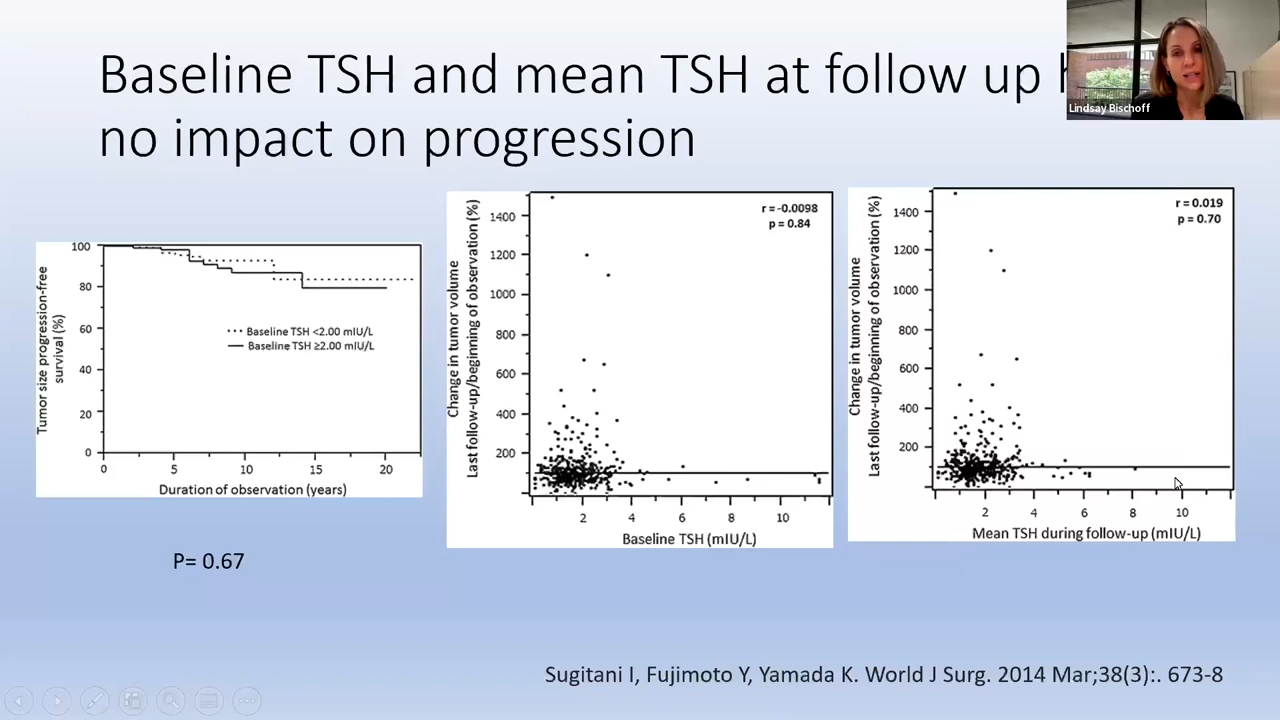 Baseline TSH and mean TSH at follow up
no impact on progression
Lindsay Bischoff
Tumor size progression-free
survival (%)
100
80
60
40
20
0
Baseline TSH <2.00 mIU/L
Baseline TSH ≥2.00 mIU/L
0 5 10 15 20
Duration of observation (years)
P= 0.67
Change in tumor volume
Last follow-up/beginning of observation (%)
r = -0.0098
p = 0.84
1400
1200
1000
800
600
400
200
2 4 6 8 10
Baseline TSH (mIU/L)
Change in tumor volume
Last follow-up/beginning of observation (%)
r = 0.019
p = 0.70
1400
1200
1000
800
600
400
200
2 4 6 8 10
Mean TSH during follow-up (mIU/L)
Sugitani I, Fujimoto Y, Yamada K. World J Surg. 2014 Mar;38(3):. 673-8